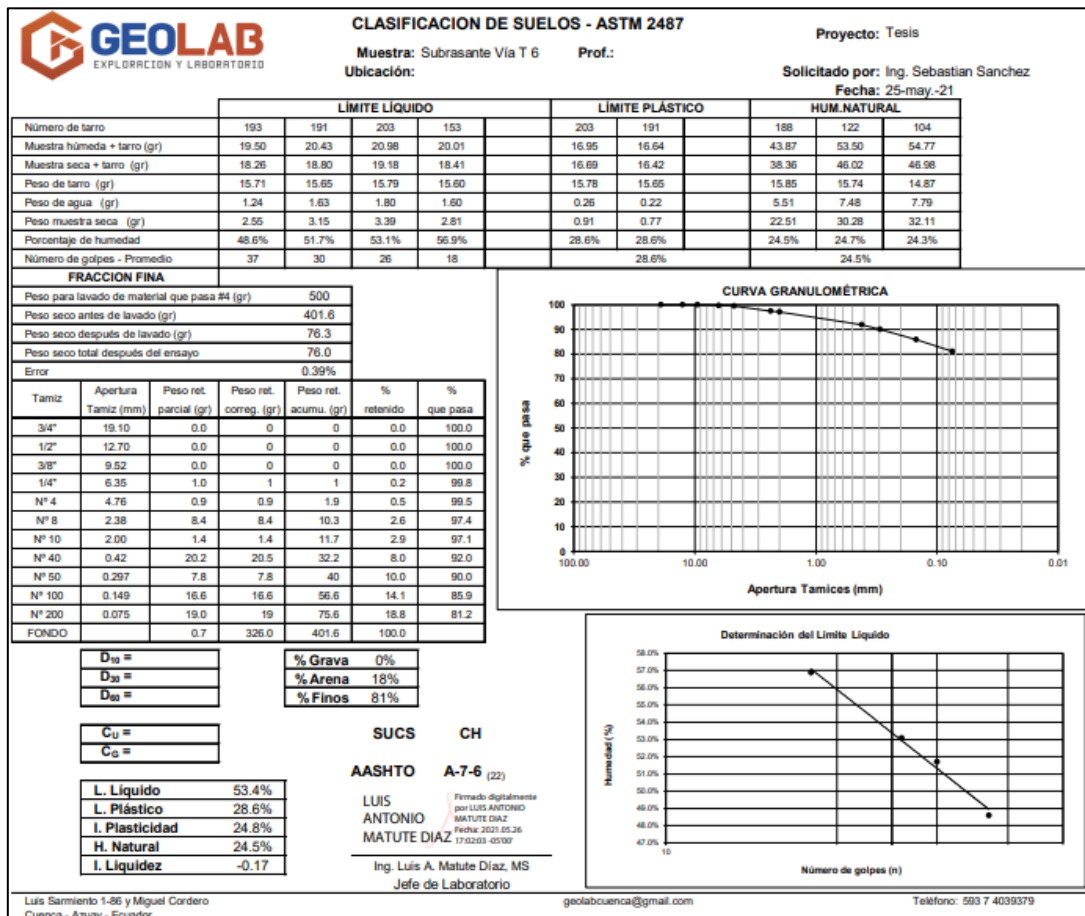 GEOLAB
EXPLORACION Y LABORATORIO
CLASIFICACION DE SUELOS - ASTM 2487
Muestra: Subrasante Vía T 6 Prof.:
Ubicación:
Proyecto: Tesis
Solicitado por: Ing. Sebastian Sanchez
Fecha: 25-may.-21
LÍMITE LÍQUIDO LÍMITE PLÁSTICO HUM.NATURAL
Número de tarro 193 191 203 153 203 191 188 122 104
Muestra húmeda + tarro (gr) 19.50 20.43 20.98 20.01 16.95 16.64 43.87 53.50 54.77
Muestra seca + tarro (gr) 18.26 18.80 19.18 18.41 16.69 16.42 38.36 46.02 46.98
Peso de tarro (gr) 15.71 15.65 15.79 15.60 15.78 15.65 15.85 15.74 14.87
Peso de agua (gr) 1.24 1.63 1.80 1.60 0.26 0.22 5.51 7.48 7.79
Peso muestra seca (gr) 2.55 3.15 3.39 2.81 0.91 0.77 22.51 30.28 32.11
Porcentaje de humedad 48.6% 51.7% 53.1% 56.9% 28.6% 28.6% 24.5% 24.7% 24.3%
Número de golpes - Promedio 37 30 26 18 28.6% 24.5%
FRACCION FINA
Peso para lavado de material que pasa #4 (gr) 500
Peso seco antes de lavado (gr) 401.6
Peso seco después de lavado (gr) 76.3
Peso seco total después del ensayo 76.0
Error 0.39%
Tamiz Apertura Peso ret. Peso ret. Peso ret. % %
Tamiz (mm) parcial (gr) correg. (gr) acumu. (gr) retenido que pasa
3/4" 19.10 0.0 0 0 0.0 100.0
1/2" 12.70 0.0 0 0 0.0 100.0
3/8" 9.52 0.0 0 0 0.0 100.0
1/4" 6.35 1.0 1 1 0.2 99.8
Nº 4 4.76 0.9 0.9 1.9 0.5 99.5
Nº 8 2.38 8.4 8.4 10.3 2.6 97.4
Nº 10 2.00 1.4 1.4 11.7 2.9 97.1
Nº 40 0.42 20.2 20.5 32.2 8.0 92.0
Nº 50 0.297 7.8 7.8 40 10.0 90.0
Nº 100 0.149 16.6 16.6 56.6 14.1 85.9
Nº 200 0.075 19.0 19 75.6 18.8 81.2
FONDO 0.7 326.0 401.6 100.0
CURVA GRANULOMÉTRICA
% que pasa
100
90
80
70
60
50
40
30
20
10
0
100.00 10.00 1.00 0.10 0.01
Apertura Tamices (mm)
D10 =
D30 =
D60 =
% Grava 0%
% Arena 18%
% Finos 81%
CU =
CG =
SUCS CH
AASHTO A-7-6 (22)
L. Líquido 53.4%
L. Plástico 28.6%
I. Plasticidad 24.8%
H. Natural 24.5%
I. Liquidez -0.17
LUIS
ANTONIO
MATUTE DIAZ
Firmado digitalmente
por LUIS ANTONIO
MATUTE DIAZ
Fecha: 2021.05.26
17:02:03 -05'00'
Ing. Luis A. Matute Díaz, MS
Jefe de Laboratorio
Determinación del Límite Líquido
Humedad (%)
58.0%
57.0%
56.0%
55.0%
54.0%
53.0%
52.0%
51.0%
50.0%
49.0%
48.0%
47.0%
10
Número de golpes (n)
Luis Sarmiento 1-86 y Miguel Cordero geolabcuenca@gmail.com Teléfono: 593 7 4039379
Cuenca - Azuay - Ecuador